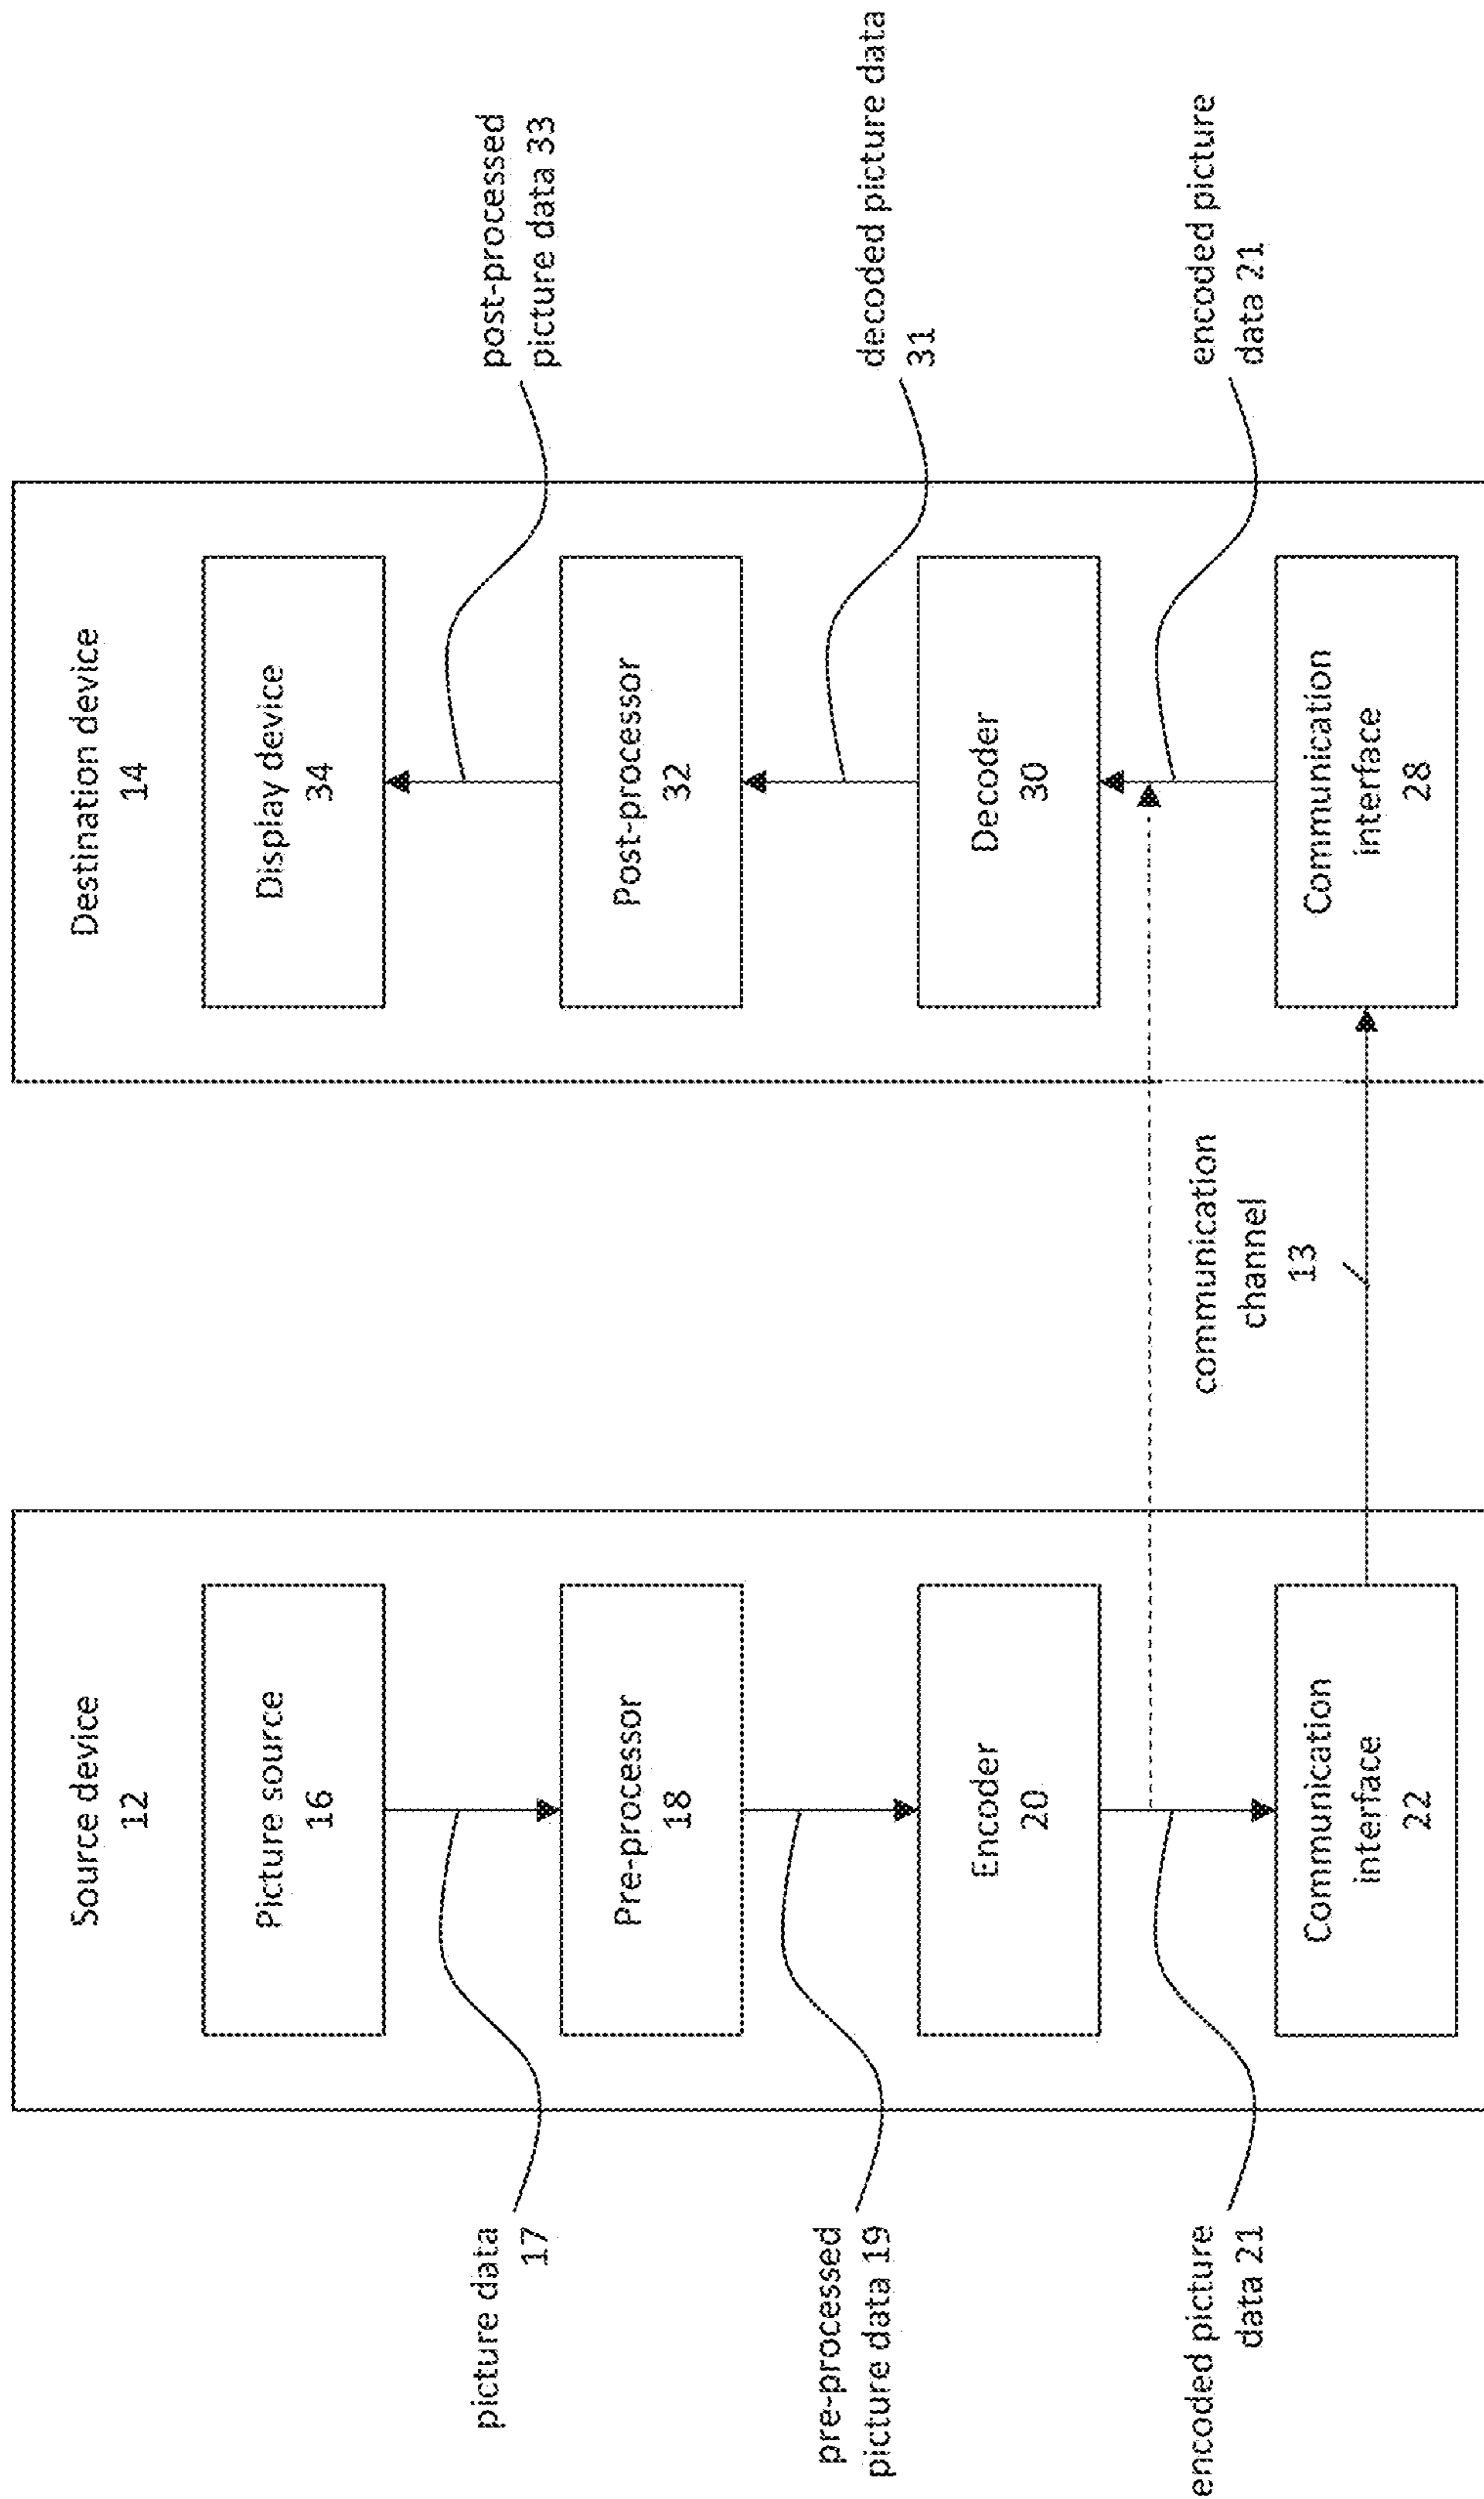 Source device
12
Picture source
16
picture data
17
Pre-processor
18
pre-processed
picture data 19
Encoder
20
encoded picture
data 21
Communication
interface
22
communication
channel
13
Destination device
14
Display device
34
post-processed
picture data 33
Post-processor
32
decoded picture data
31
Decoder
30
encoded picture
data 21
Communication
interface
28